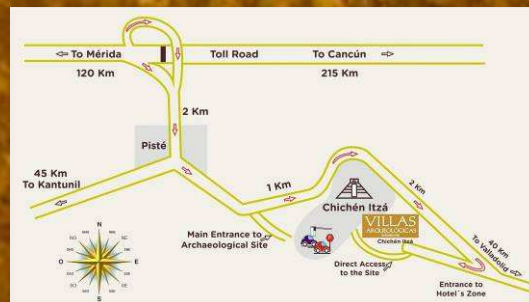 To Mérida
Toll Road
To Cancún
120 Km
215 Km
2 Km
Pisté
45 Km
To Kantunil
1 Km
2 Km
Chichén Itzá
VILLAS
ARQUEOLÓGICAS
Chichén Itzá
40 Km
To Valladolid
Main Entrance to
Archaeological Site
Direct Access
to the Site
Entrance to
Hotel´s Zone
N
E
S
O